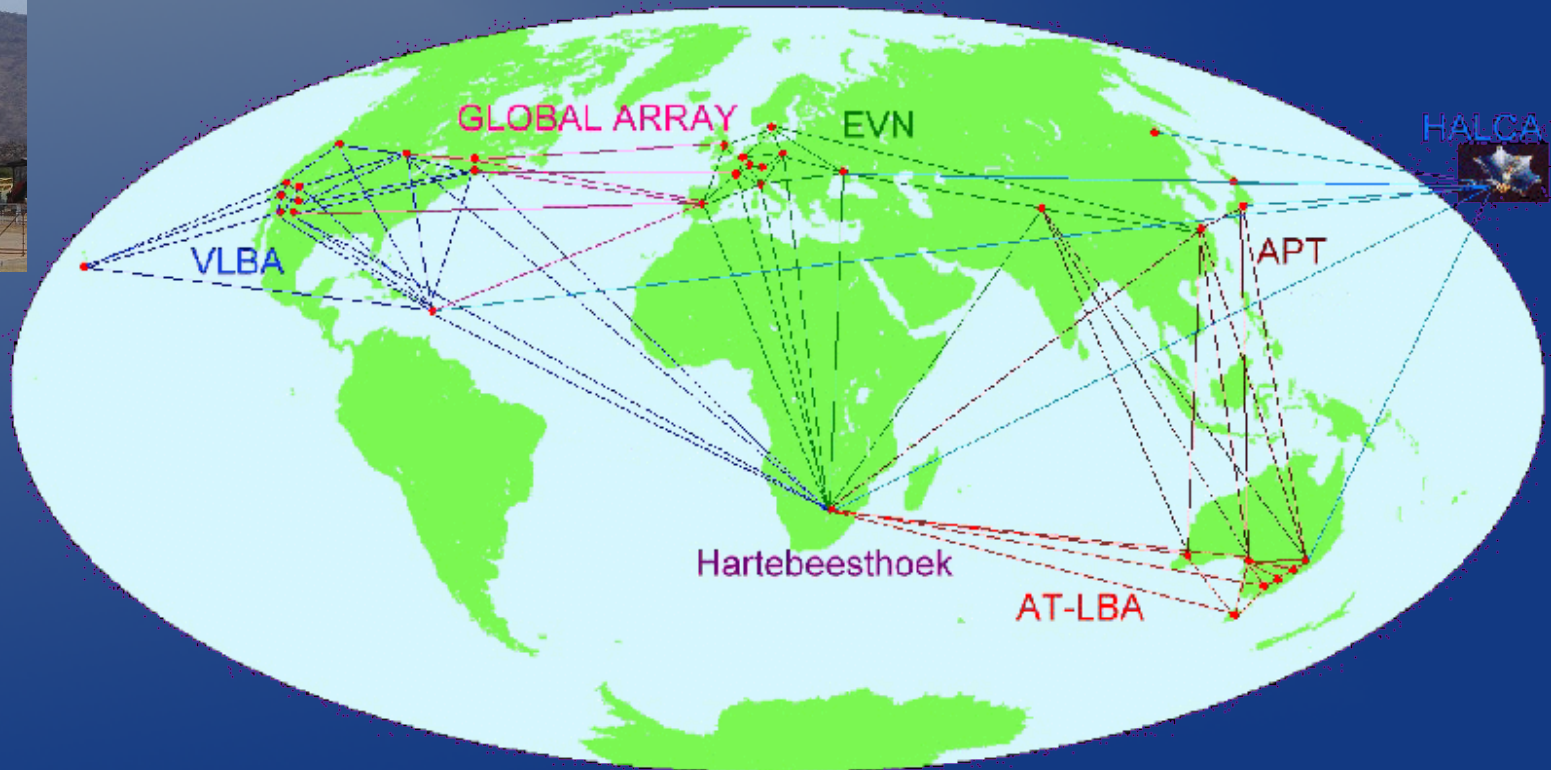 GLOBAL ARRAY
EVN
HALCA
VLBA
APT
Hartebeesthoek
AT-LBA